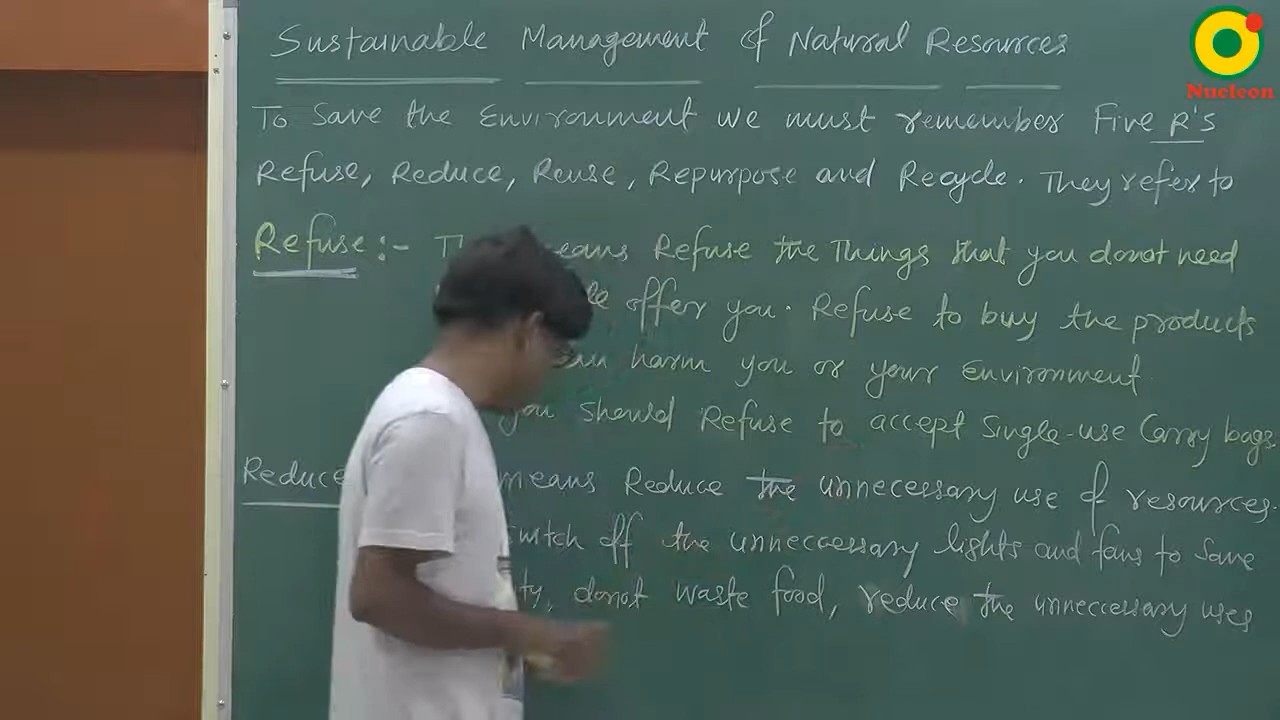 Sustainable Management of Natural Resources
Nucleon
To Save the Environment we must remember Five R's
Refuse, Reduce, Reuse, Repurpose and Recycle. They refer to
Refuse:- means Refuse the Things that you donot need
offer you. Refuse to buy the products
harm you or your Environment.
you should Refuse to accept Single-use Carry bags.
Reduce means Reduce the unnecessary use of resources.
off the unneccessary lights and fans to Save
donot waste food, reduce the unneccessary uses